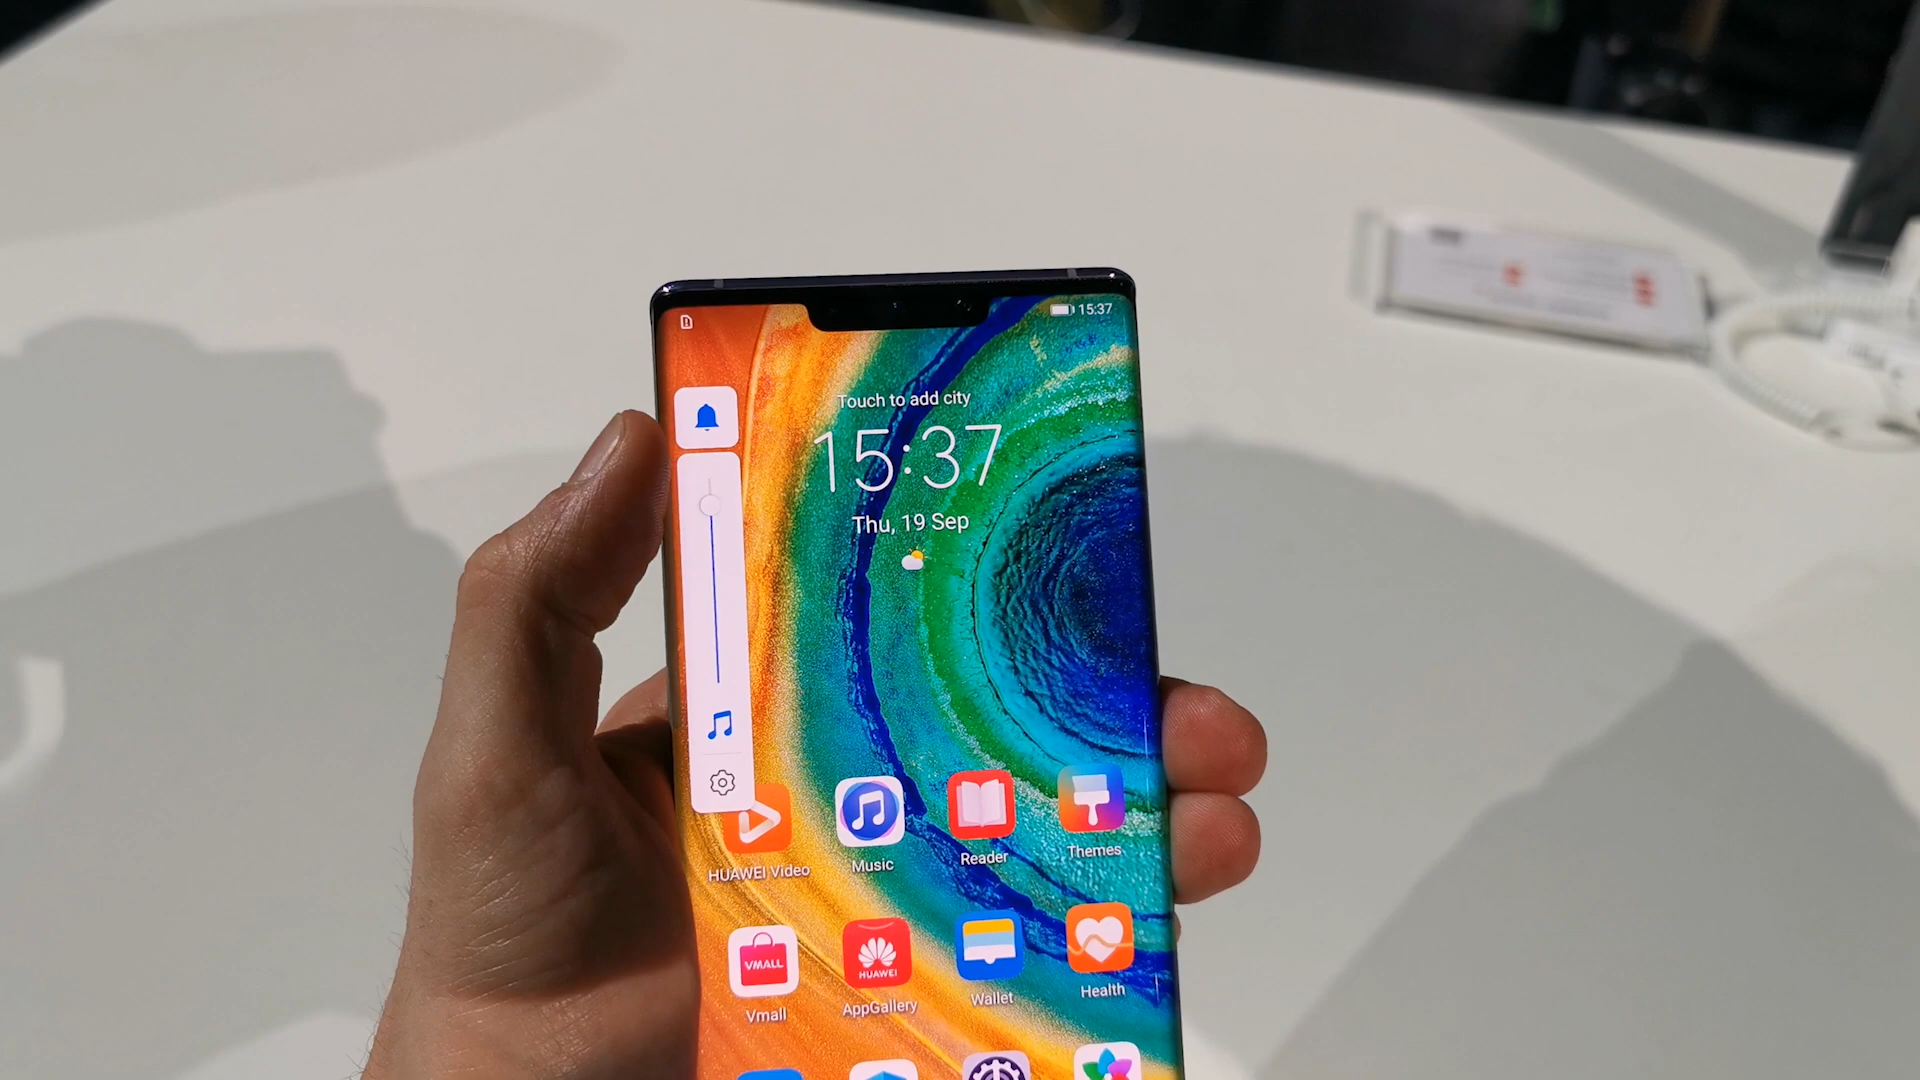 15:37
Touch to add city
15:37
Thu, 19 Sep
HUAWEI Video
Music
Reader
Themes
VMALL
HUAWEI
Vmall
AppGallery
Wallet
Health